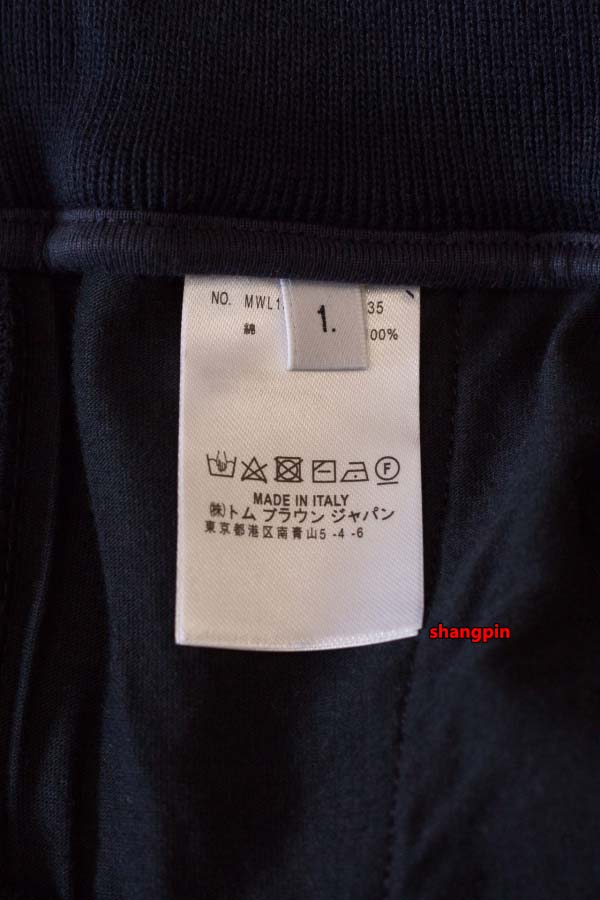 NO. MWL1 35
1.
綿 00%
MADE IN ITALY
㈱トム ブラウン ジャパン
東京都港区南青山5 -4 -6
F
shangpin